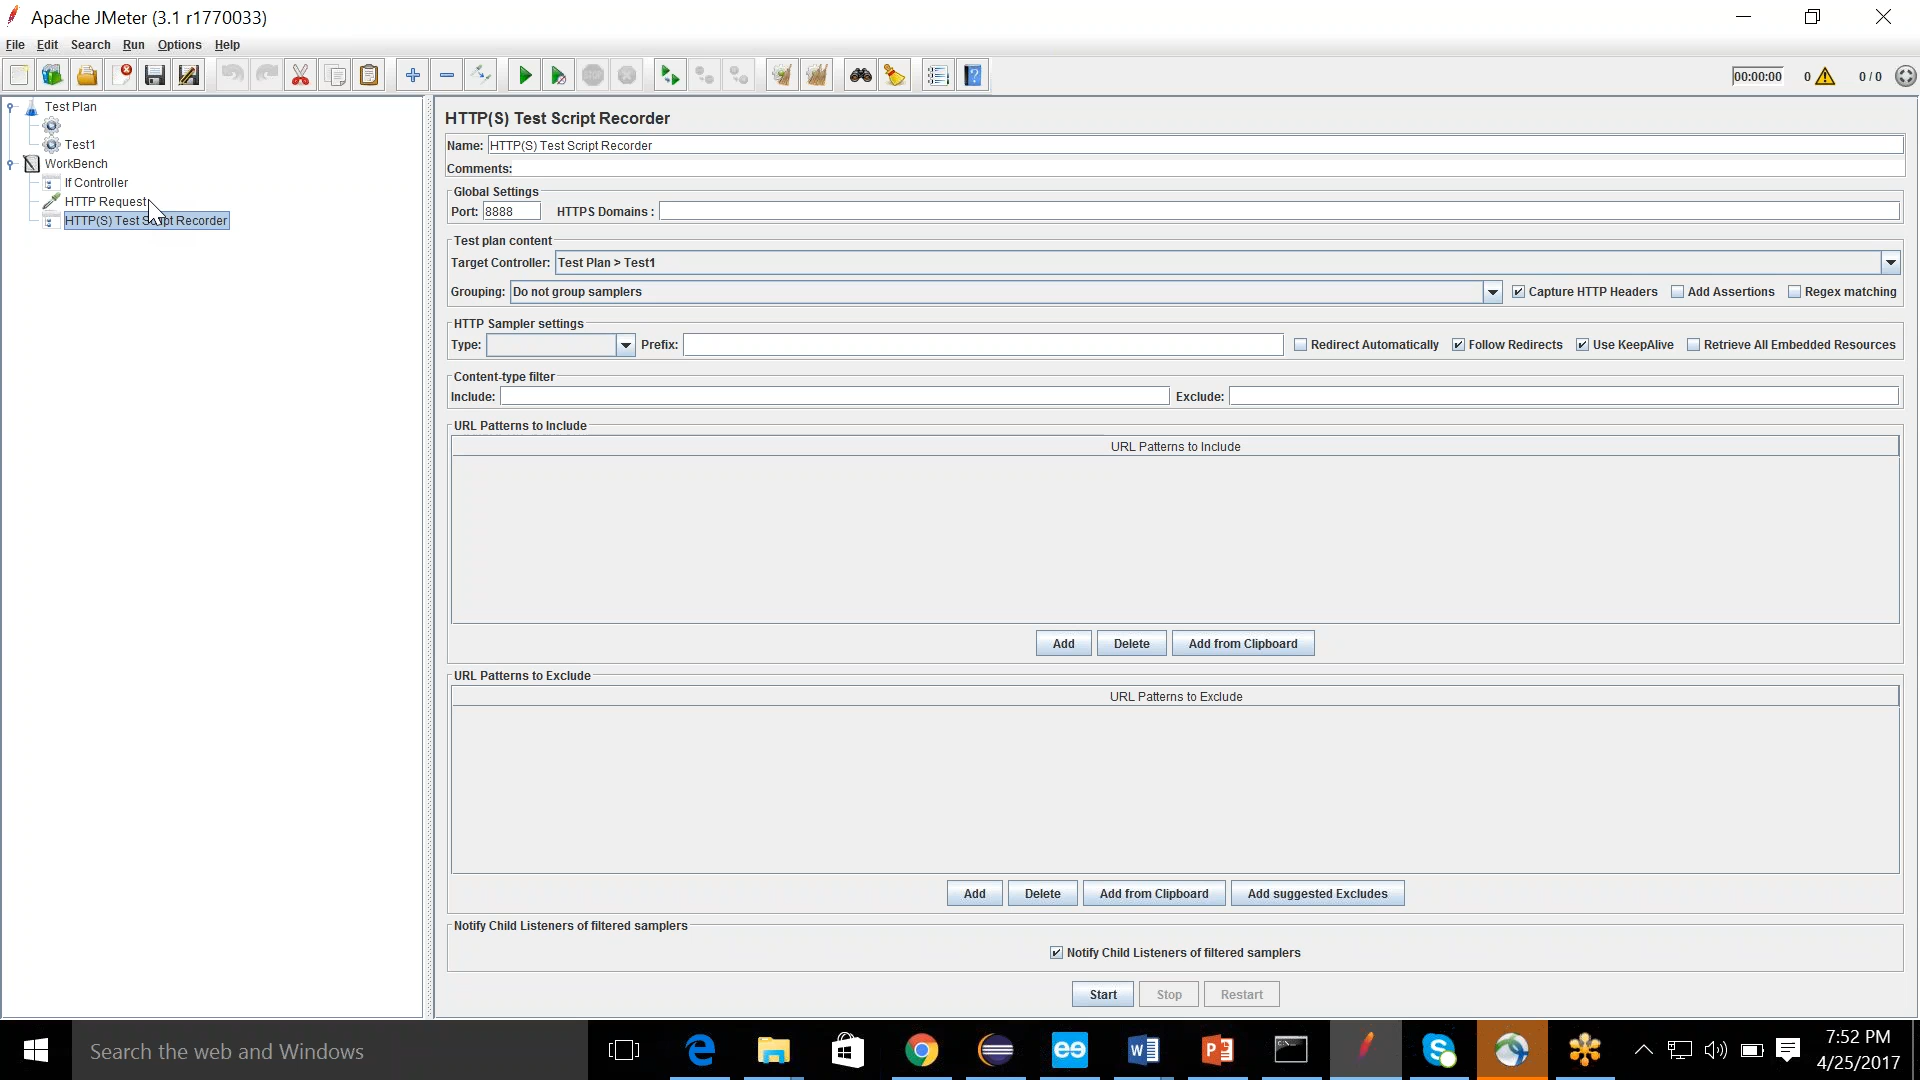 Apache JMeter (3.1 r1770033)
File Edit Search Run Options Help
00:00:00 0 0 / 0
Test Plan
Test1
WorkBench
If Controller
HTTP Request
HTTP(S) Test Script Recorder
HTTP(S) Test Script Recorder
Name: HTTP(S) Test Script Recorder
Comments:
Global Settings
Port: 8888 HTTPS Domains :
Test plan content
Target Controller: Test Plan > Test1
Grouping: Do not group samplers Capture HTTP Headers Add Assertions Regex matching
HTTP Sampler settings
Type: Prefix: Redirect Automatically Follow Redirects Use KeepAlive Retrieve All Embedded Resources
Content-type filter
Include: Exclude:
URL Patterns to Include
URL Patterns to Include
Add Delete Add from Clipboard
URL Patterns to Exclude
URL Patterns to Exclude
Add Delete Add from Clipboard Add suggested Excludes
Notify Child Listeners of filtered samplers
Notify Child Listeners of filtered samplers
Start Stop Restart
Search the web and Windows
7:52 PM
4/25/2017